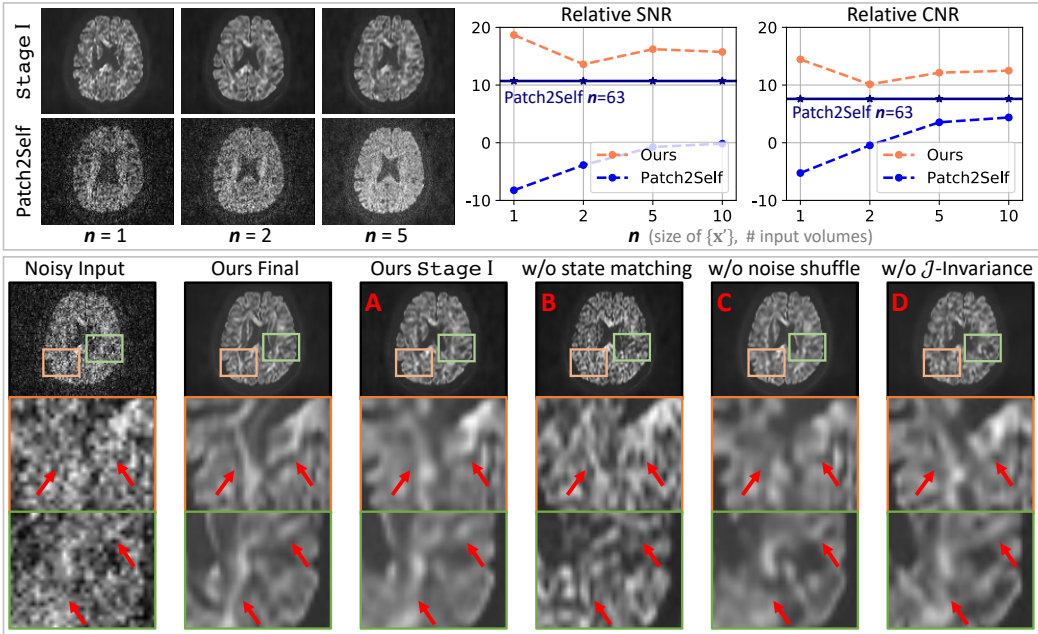 Stage I
Patch2Self
n = 1
n = 2
n = 5
Relative SNR
20
10
0
-10
Patch2Self n=63
Ours
Patch2Self
1
2
5
10
Relative CNR
20
10
0
-10
Patch2Self n=63
Ours
Patch2Self
1
2
5
10
n (size of {x'}, # input volumes)
Noisy Input
Ours Final
Ours Stage I
w/o state matching
w/o noise shuffle
w/o 𝒥-Invariance
A
B
C
D